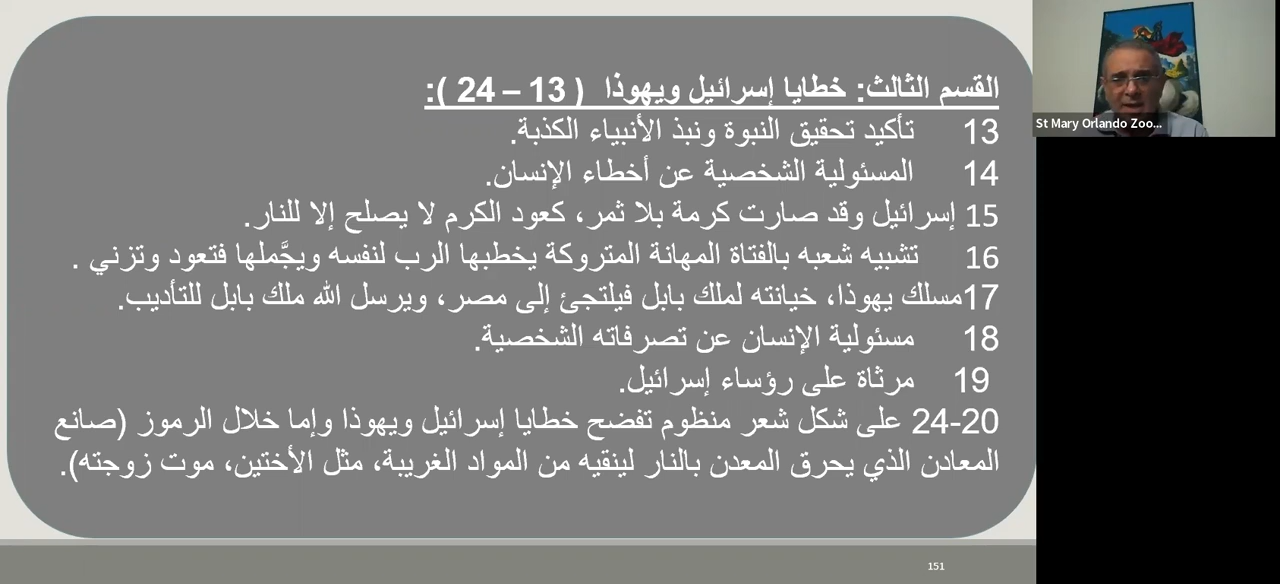 القسم الثالث: خطايا إسرائيل ويهوذا ( 13 – 24 ):
13 تأكيد تحقيق النبوة ونبذ الأنبياء الكذبة.
14 المسئولية الشخصية عن أخطاء الإنسان.
15 إسرائيل وقد صارت كرمة بلا ثمر، كعود الكرم لا يصلح إلا للنار.
16 تشبيه شعبه بالفتاة المهانة المتروكة يخطبها الرب لنفسه ويجَّملها فتعود وتزني .
17مسلك يهوذا، خيانته لملك بابل فيلتجئ إلى مصر، ويرسل الله ملك بابل للتأديب.
18 مسئولية الإنسان عن تصرفاته الشخصية.
19 مرثاة على رؤساء إسرائيل.
20-24 على شكل شعر منظوم تفضح خطايا إسرائيل ويهوذا وإما خلال الرموز (صانع
المعادن الذي يحرق المعدن بالنار لينقيه من المواد الغريبة، مثل الأختين، موت زوجته).
151
St Mary Orlando Zoo...